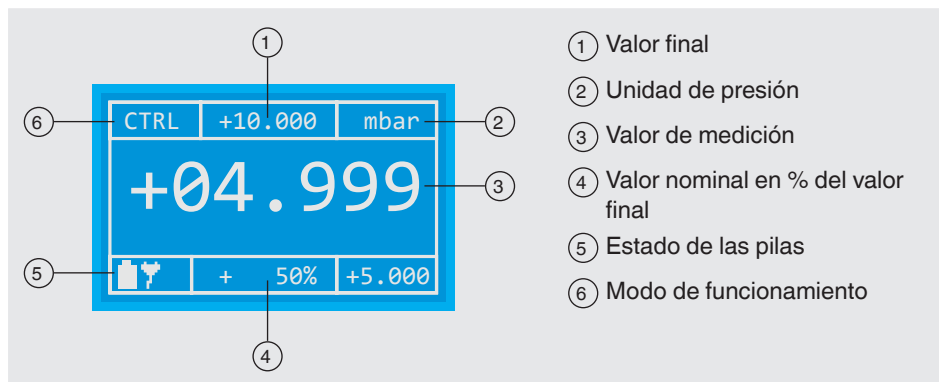 1
6
CTRL
+10.000
mbar
2
+04.999
3
5
+ 50%
+5.000
4
1 Valor final
2 Unidad de presión
3 Valor de medición
4 Valor nominal en % del valor
final
5 Estado de las pilas
6 Modo de funcionamiento